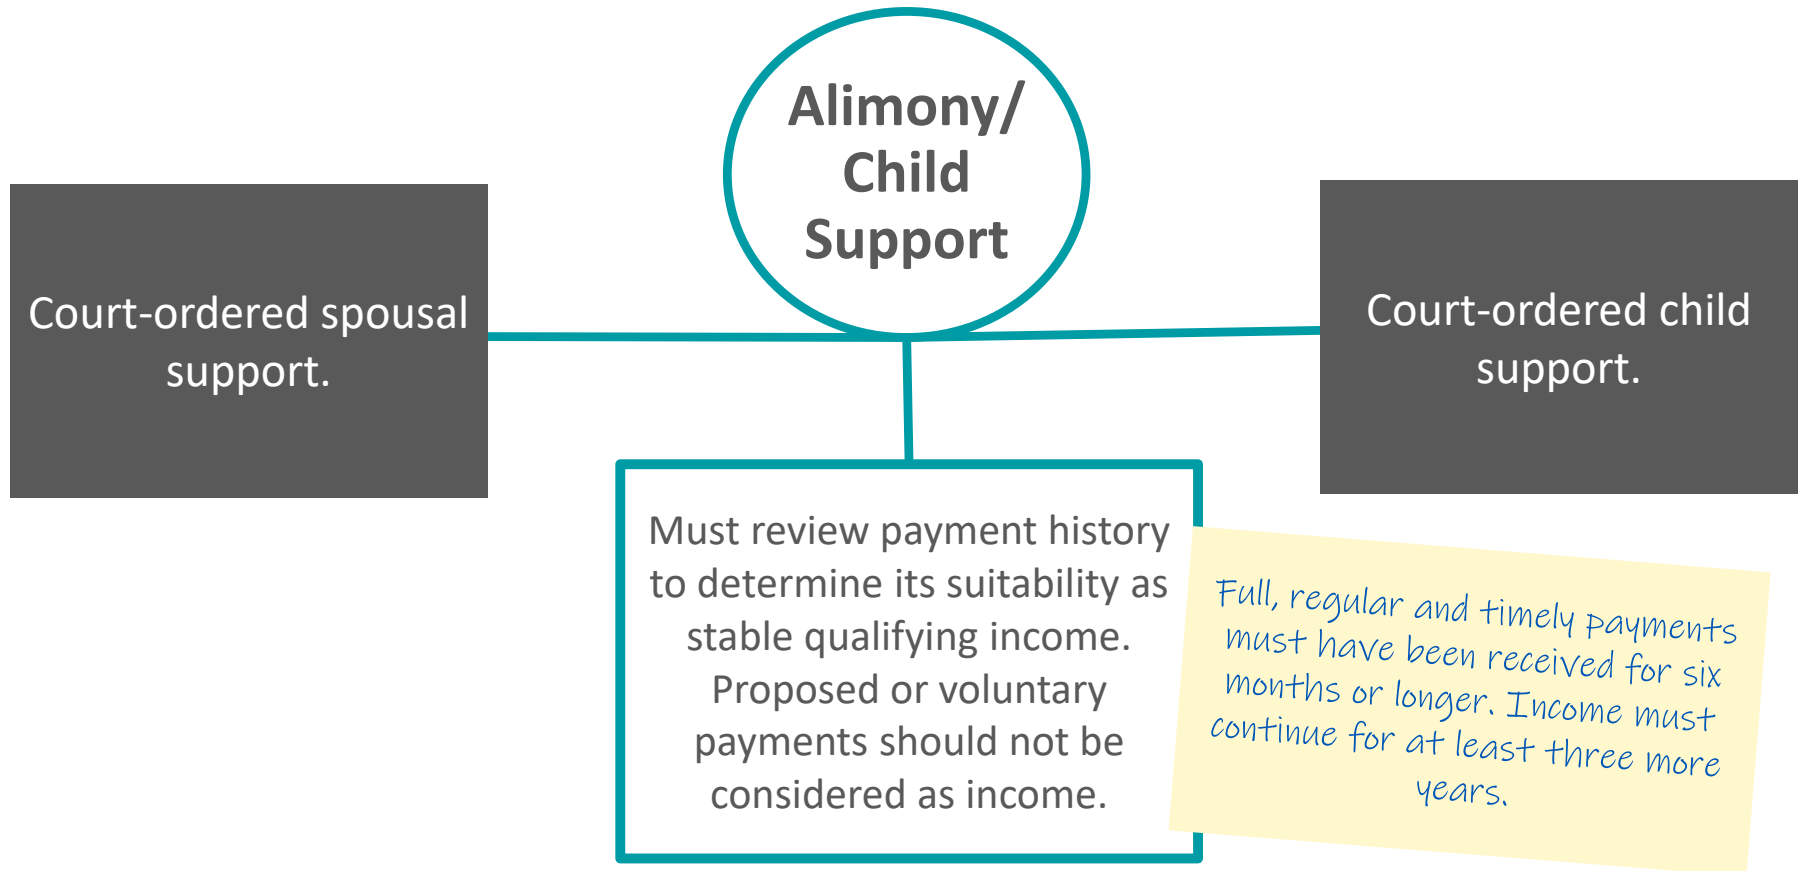 Alimony/
Child
Support
Court-ordered spousal
support.
Court-ordered child
support.
Must review payment history
to determine its suitability as
stable qualifying income.
Proposed or voluntary
payments should not be
considered as income.
Full, regular and timely payments
must have been received for six
months or longer. Income must
continue for at least three more
years.